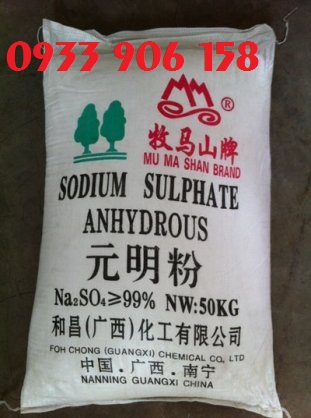 0933 906 158
®
牧马山牌
MU MA SHAN BRAND
SODIUM SULPHATE
ANHYDROUS
元明粉
Na₂SO₄≥99% NW:50KG
和昌(广西)化工有限公司
FOH CHONG (GUANGXI) CHEMICAL CO, LTD
中国.广西.南宁
NANNING GUANGXI CHINA